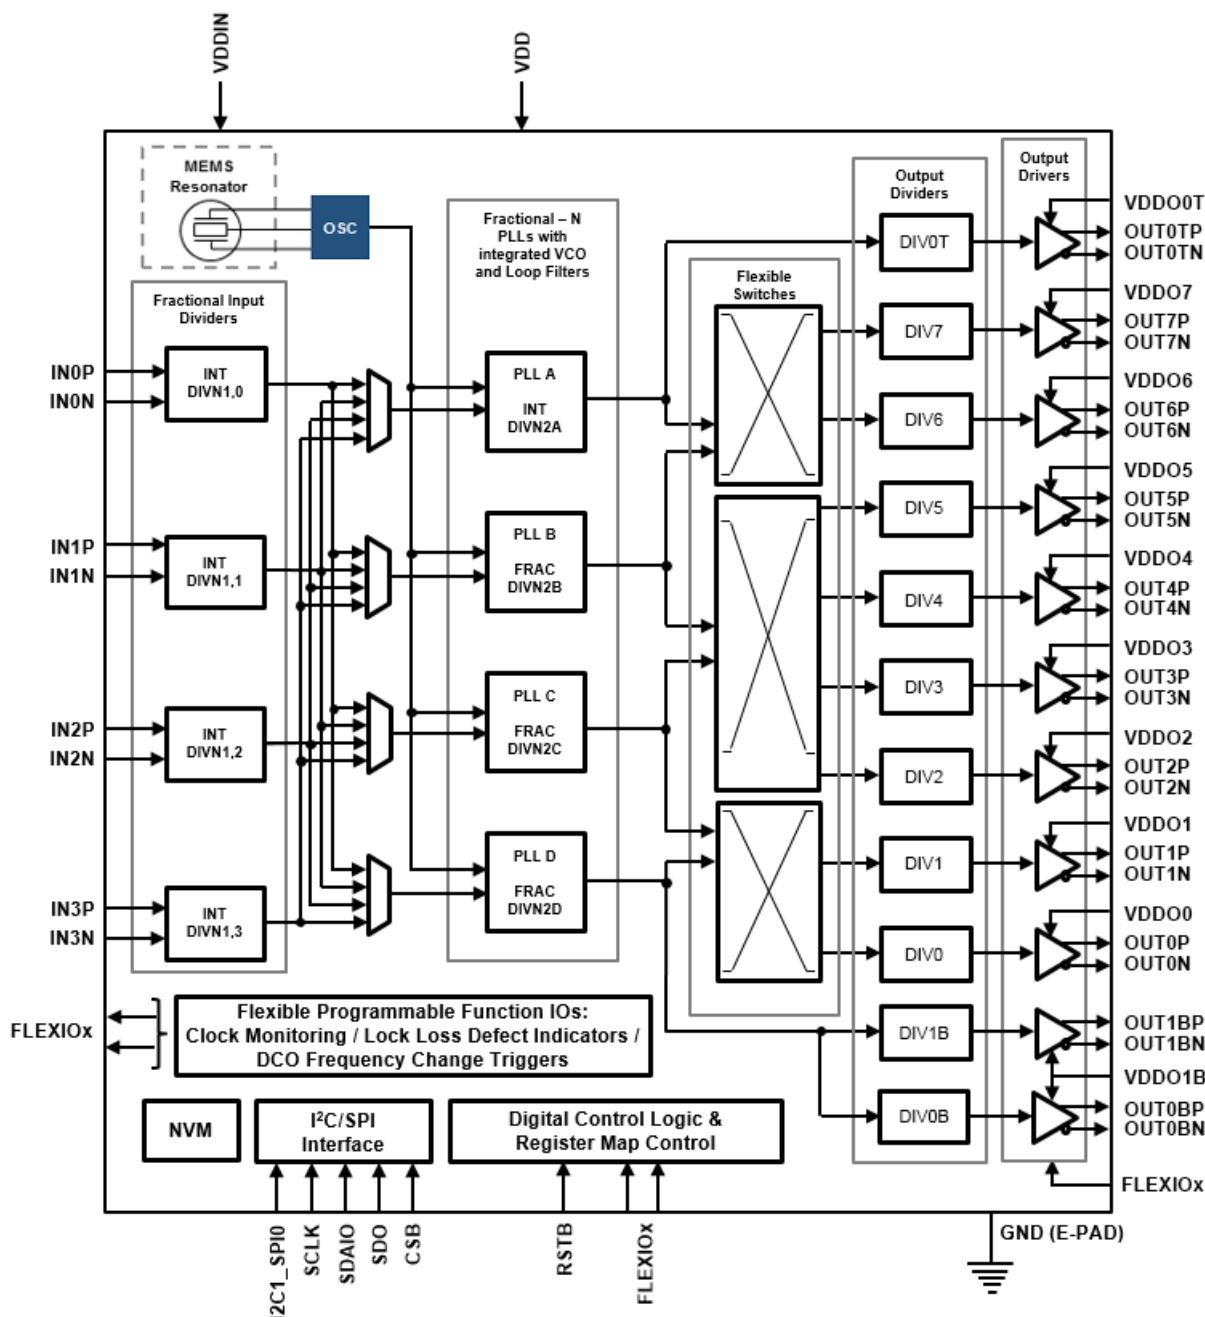 VDDIN
VDD
MEMS
Resonator
OSC
Fractional – N
PLLs with
integrated VCO
and Loop Filters
Output
Dividers
Output
Drivers
Fractional Input
Dividers
Flexible
Switches
IN0P
IN0N
INT
DIVN1,0
IN1P
IN1N
INT
DIVN1,1
IN2P
IN2N
INT
DIVN1,2
IN3P
IN3N
INT
DIVN1,3
PLL A
INT
DIVN2A
PLL B
FRAC
DIVN2B
PLL C
FRAC
DIVN2C
PLL D
FRAC
DIVN2D
DIV0T
DIV7
DIV6
DIV5
DIV4
DIV3
DIV2
DIV1
DIV0
DIV1B
DIV0B
VDDO0T
OUT0TP
OUT0TN
VDDO7
OUT7P
OUT7N
VDDO6
OUT6P
OUT6N
VDDO5
OUT5P
OUT5N
VDDO4
OUT4P
OUT4N
VDDO3
OUT3P
OUT3N
VDDO2
OUT2P
OUT2N
VDDO1
OUT1P
OUT1N
VDDO0
OUT0P
OUT0N
OUT1BP
OUT1BN
VDDO1B
OUT0BP
OUT0BN
FLEXIOx
FLEXIOx
Flexible Programmable Function IOs:
Clock Monitoring / Lock Loss Defect Indicators /
DCO Frequency Change Triggers
NVM
I²C/SPI
Interface
Digital Control Logic &
Register Map Control
I2C1_SPI0
SCLK
SDAIO
SDO
CSB
RSTB
FLEXIOx
GND (E-PAD)